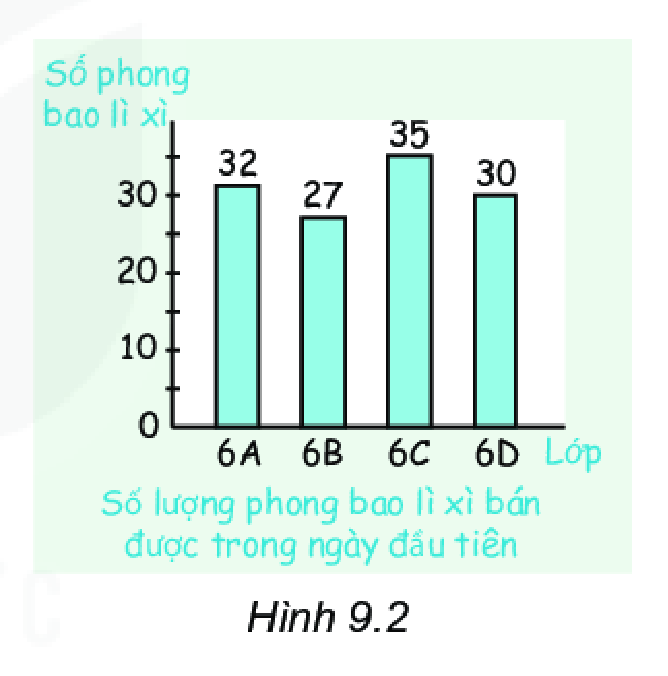 Số phong
bao lì xì
35
32
30
27
30
20
10
0
6A 6B 6C 6D Lớp
Số lượng phong bao lì xì bán
được trong ngày đầu tiên
Hình 9.2